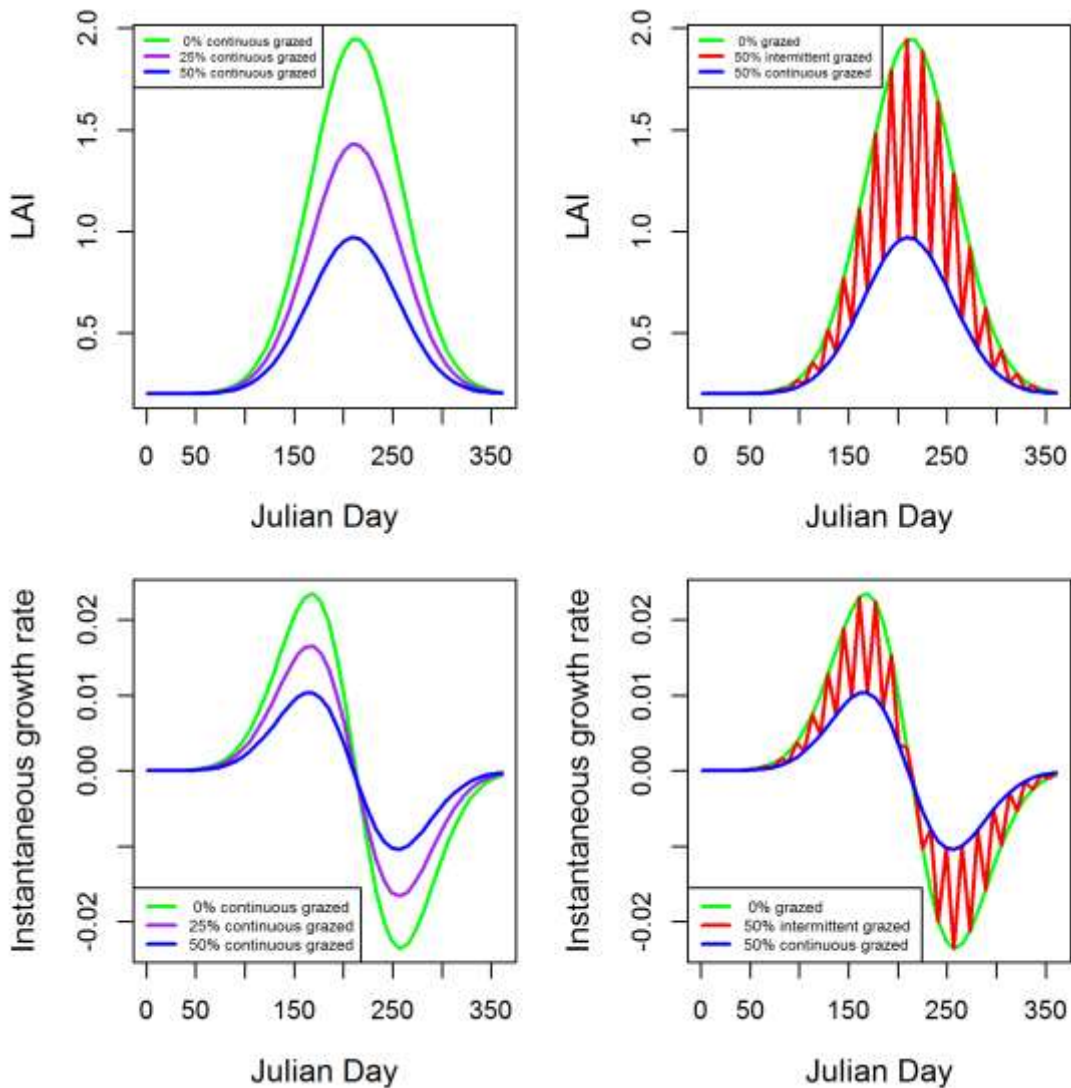 LAI
2.0
1.5
1.0
0.5
0% continuous grazed
25% continuous grazed
50% continuous grazed
0 50 150 250 350
Julian Day
LAI
2.0
1.5
1.0
0.5
0% grazed
50% intermittent grazed
50% continuous grazed
0 50 150 250 350
Julian Day
Instantaneous growth rate
0.02
0.01
0.00
-0.02
0% continuous grazed
25% continuous grazed
50% continuous grazed
0 50 150 250 350
Julian Day
Instantaneous growth rate
0.02
0.01
0.00
-0.02
0% grazed
50% intermittent grazed
50% continuous grazed
0 50 150 250 350
Julian Day